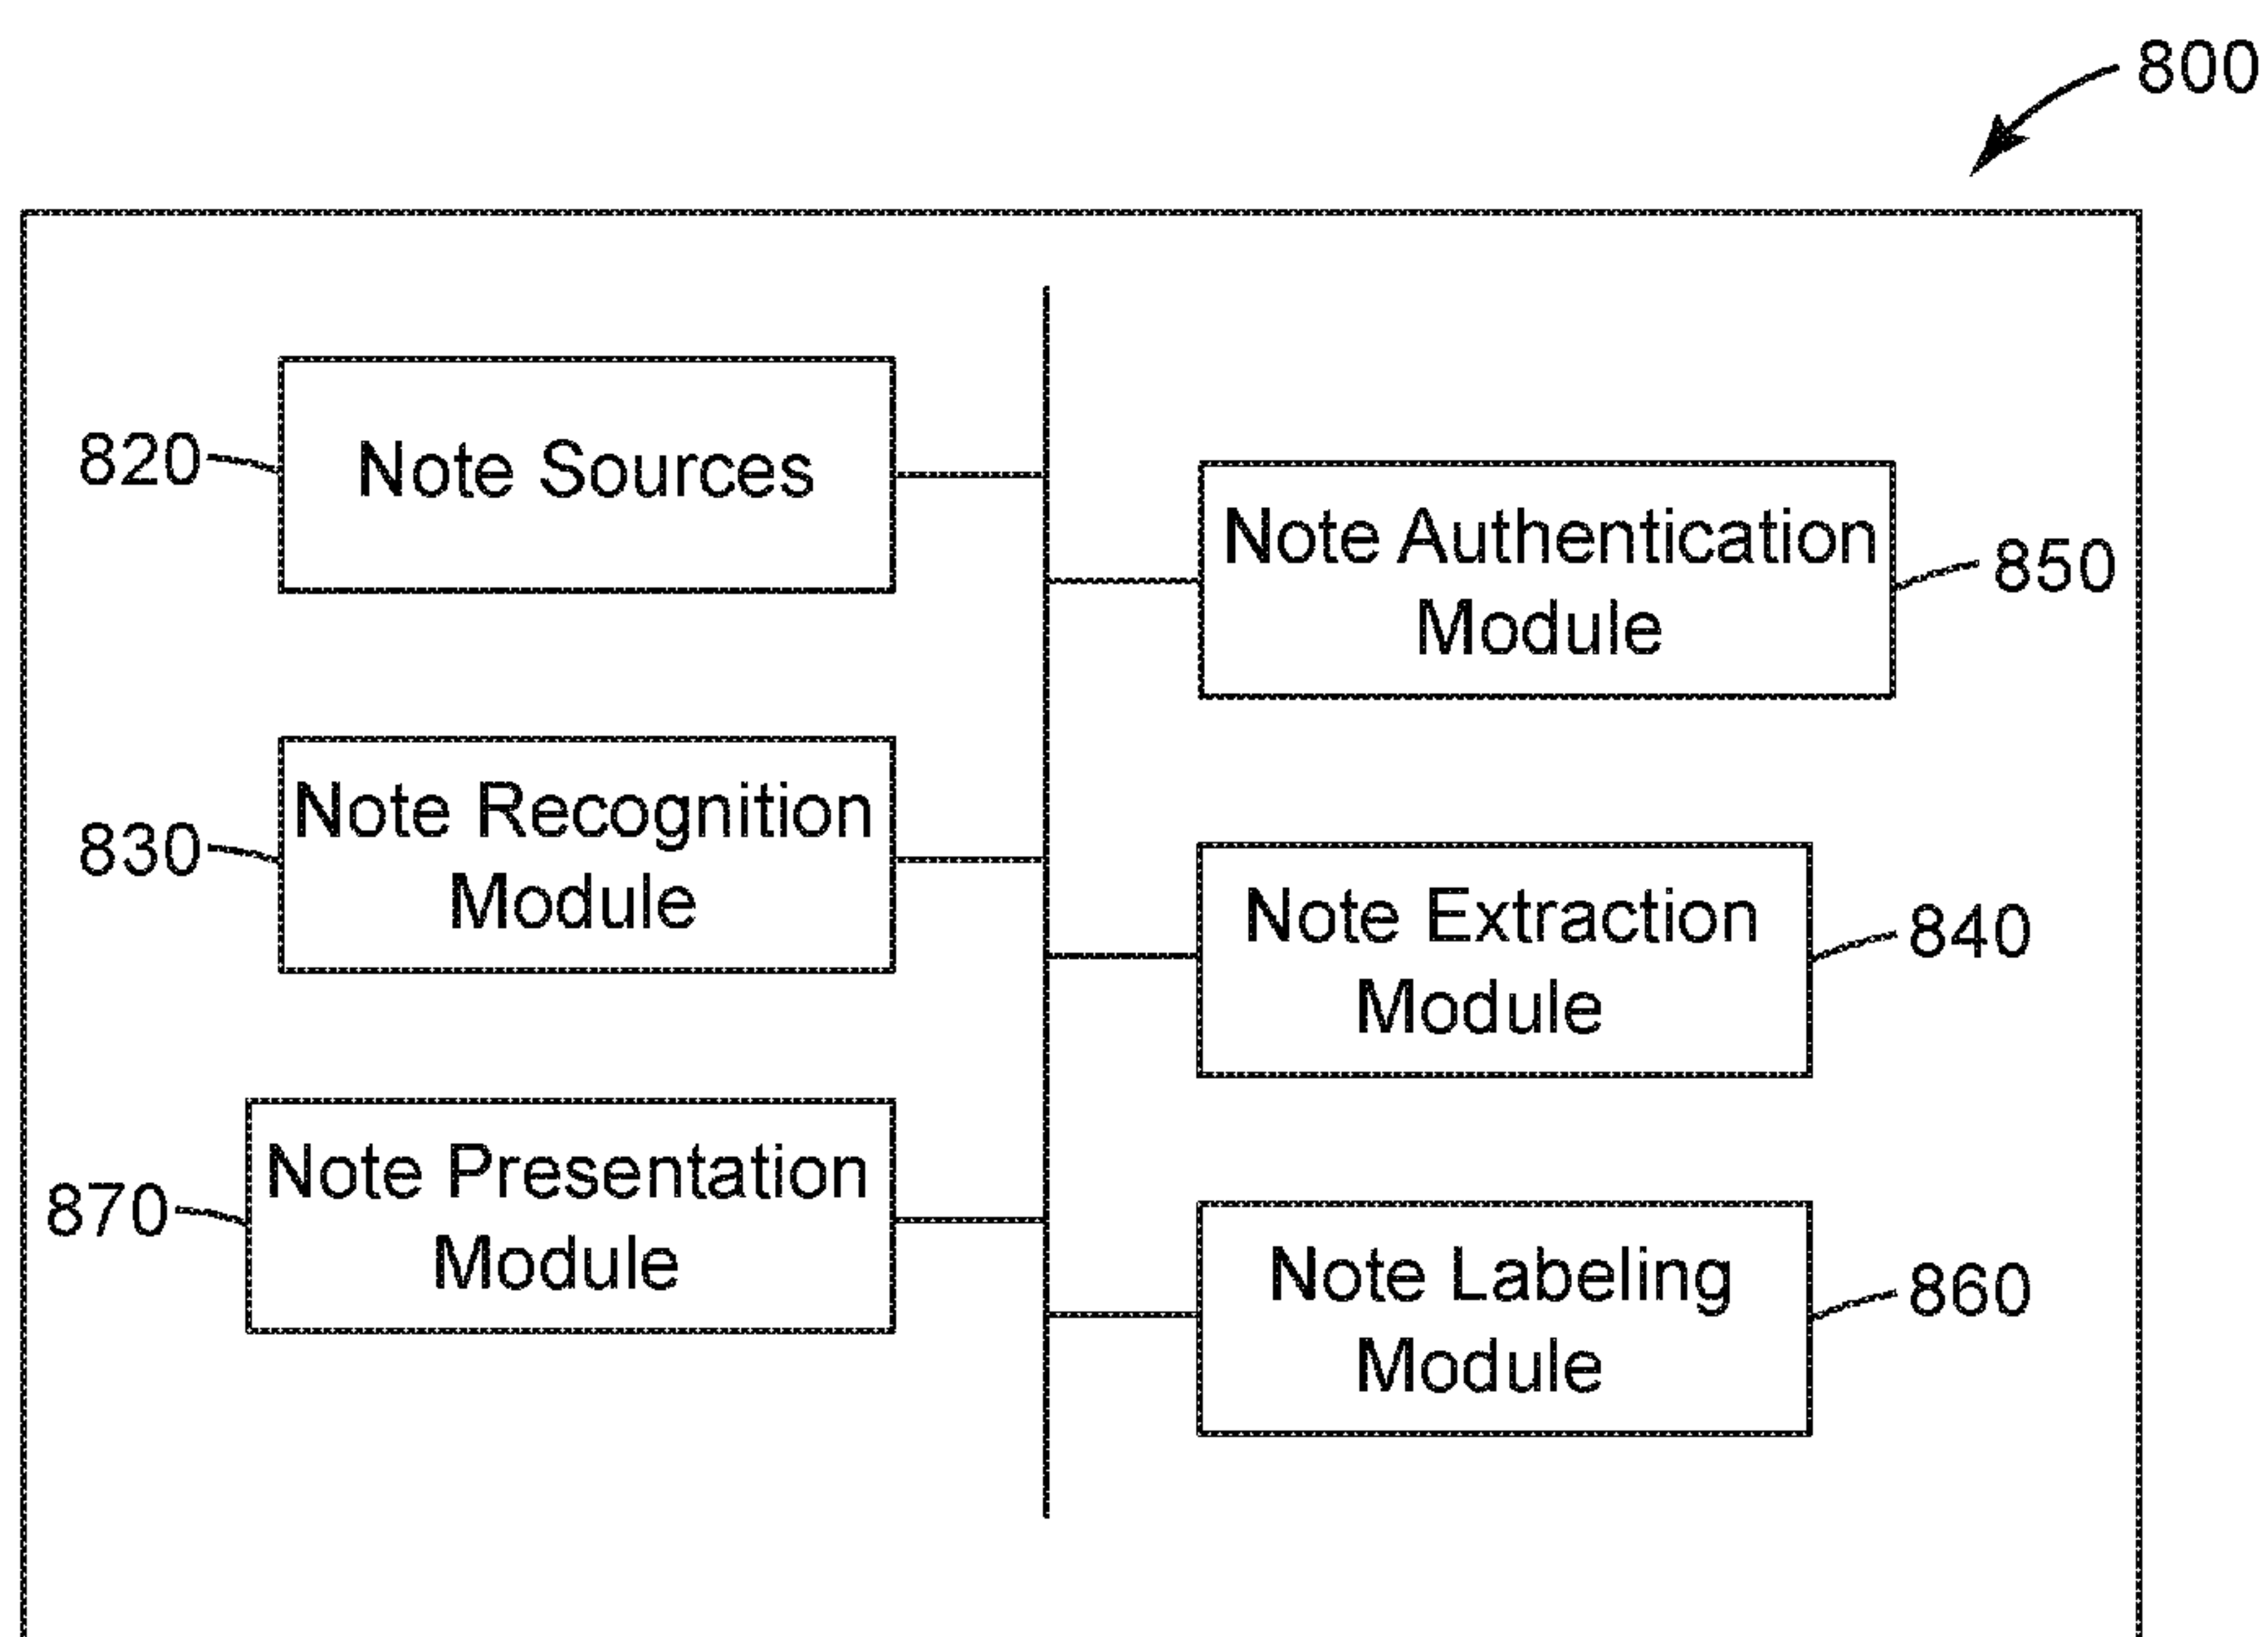 800
820
Note Sources
Note Authentication
Module
850
830
Note Recognition
Module
Note Extraction
Module
840
870
Note Presentation
Module
Note Labeling
Module
860